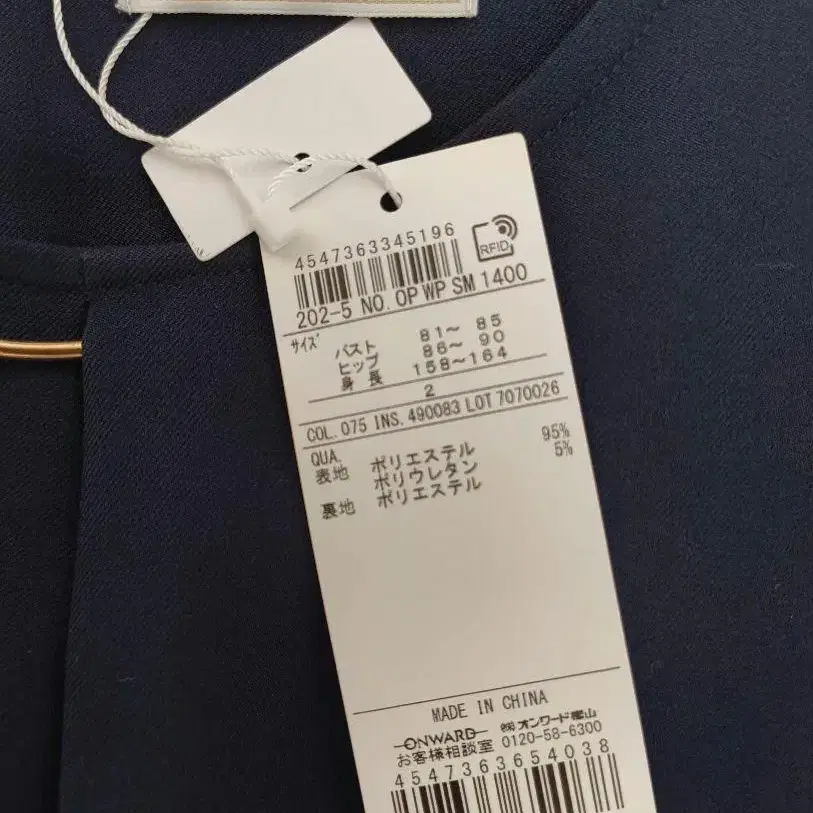 4547363345196
RFID
202-5 NO. OP WP SM 1400
サイズ バスト 81〜 85
ヒップ 86〜 90
身長 158〜164
2
COL. 075 INS. 490083 LOT 7070026
QUA.
表地 ポリエステル 95%
ポリウレタン 5%
裏地 ポリエステル
MADE IN CHINA
ONWARD ㈱オンワード樫山
お客様相談室 0120-58-6300
4547363654038